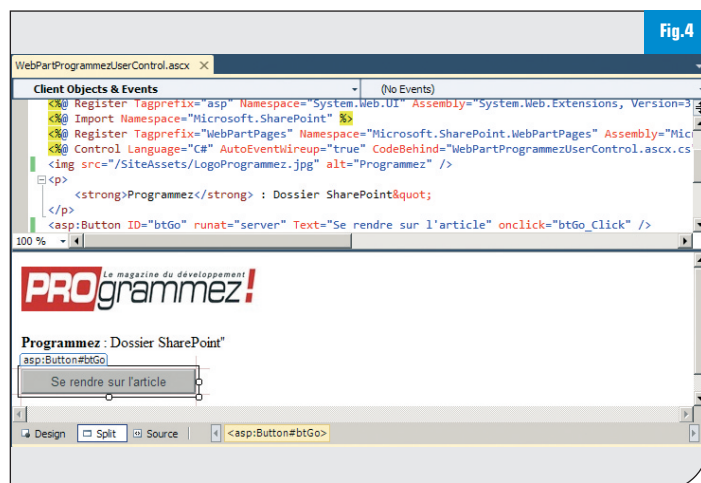 Fig.4
WebPartProgrammezUserControl.ascx ×
Client Objects & Events
(No Events)
<%@ Register Tagprefix="asp" Namespace="System.Web.UI" Assembly="System.Web.Extensions, Version=3
<%@ Import Namespace="Microsoft.SharePoint" %>
<%@ Register Tagprefix="WebPartPages" Namespace="Microsoft.SharePoint.WebPartPages" Assembly="Micr
<%@ Control Language="C#" AutoEventWireup="true" CodeBehind="WebPartProgrammezUserControl.ascx.cs
<img src="/SiteAssets/LogoProgrammez.jpg" alt="Programmez" />
<p>
<strong>Programmez</strong> : Dossier SharePoint&quot;
</p>
<asp:Button ID="btGo" runat="server" Text="Se rendre sur l'article" onclick="btGo_Click" />
100 %
Le magazine du développement
PROgrammez!
Programmez : Dossier SharePoint"
asp:Button#btGo
Se rendre sur l'article
Design Split Source <asp:Button#btGo>